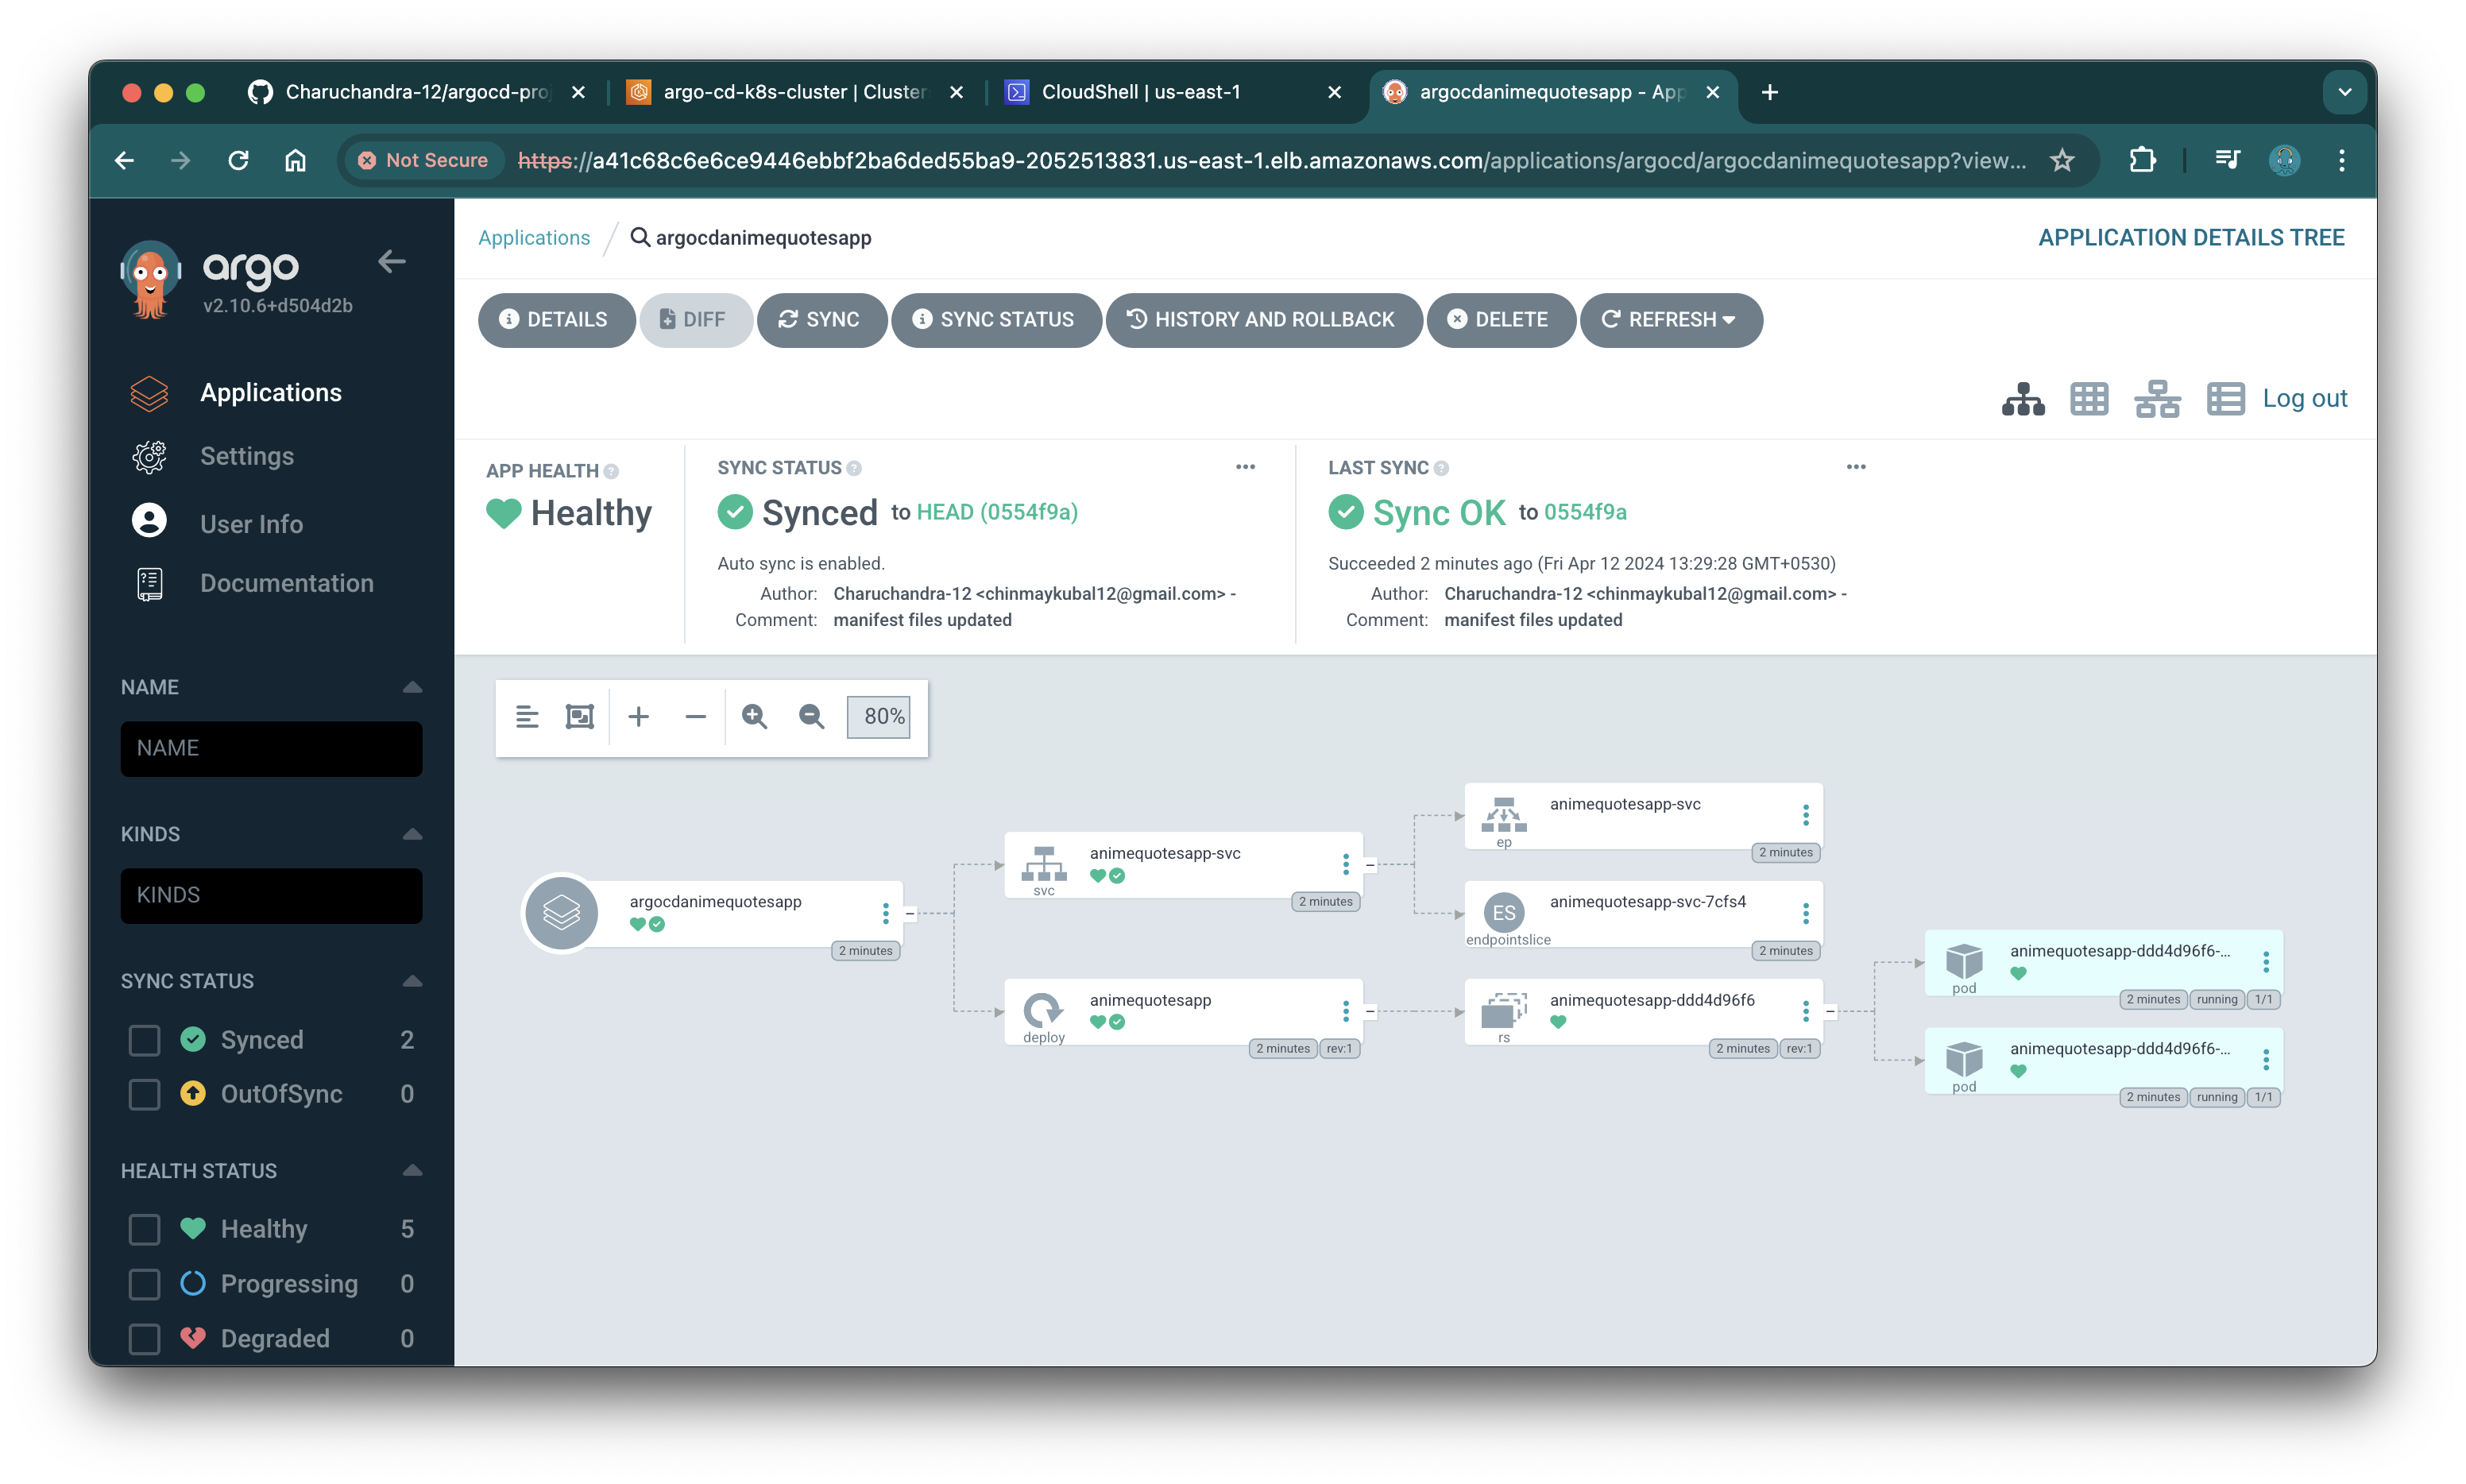 Charuchandra-12/argocd-proj
argo-cd-k8s-cluster | Cluster
CloudShell | us-east-1
argocdanimequotesapp - App
Not Secure
https://a41c68c6e6ce9446ebbf2ba6ded55ba9-2052513831.us-east-1.elb.amazonaws.com/applications/argocd/argocdanimequotesapp?view...
argo
v2.10.6+d504d2b
Applications
Settings
User Info
Documentation
NAME
NAME
KINDS
KINDS
SYNC STATUS
Synced 2
OutOfSync 0
HEALTH STATUS
Healthy 5
Progressing 0
Degraded 0
Applications / argocdanimequotesapp
APPLICATION DETAILS TREE
DETAILS DIFF SYNC SYNC STATUS HISTORY AND ROLLBACK DELETE REFRESH
Log out
APP HEALTH
Healthy
SYNC STATUS
Synced to HEAD (0554f9a)
Auto sync is enabled.
Author: Charuchandra-12 <chinmaykubal12@gmail.com> -
Comment: manifest files updated
LAST SYNC
Sync OK to 0554f9a
Succeeded 2 minutes ago (Fri Apr 12 2024 13:29:28 GMT+0530)
Author: Charuchandra-12 <chinmaykubal12@gmail.com> -
Comment: manifest files updated
80%
argocdanimequotesapp
2 minutes
animequotesapp-svc
svc
2 minutes
animequotesapp
deploy
2 minutes rev:1
animequotesapp-svc
ep
2 minutes
ES
animequotesapp-svc-7cfs4
endpointslice
2 minutes
animequotesapp-ddd4d96f6
rs
2 minutes rev:1
animequotesapp-ddd4d96f6-...
pod
2 minutes running 1/1
animequotesapp-ddd4d96f6-...
pod
2 minutes running 1/1